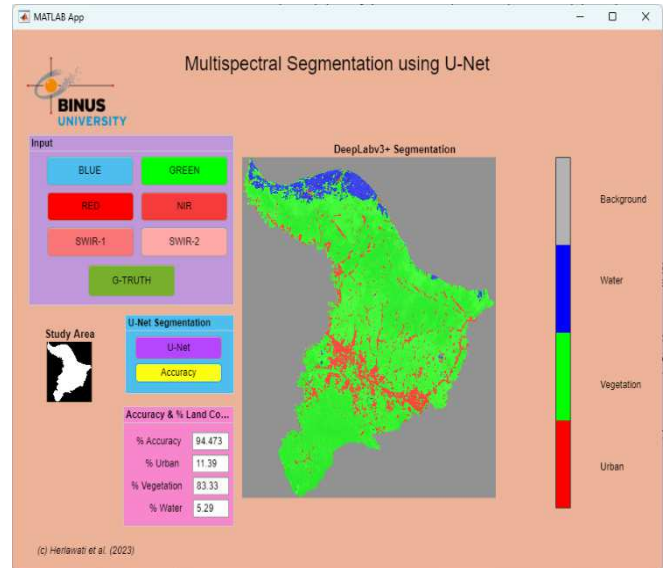 MATLAB App
Multispectral Segmentation using U-Net
BINUS
UNIVERSITY
Input
BLUE
GREEN
RED
NIR
SWIR-1
SWIR-2
G-TRUTH
Study Area
U-Net Segmentation
U-Net
Accuracy
Accuracy & % Land Co...
% Accuracy 94.473
% Urban 11.39
% Vegetation 83.33
% Water 5.29
DeepLabv3+ Segmentation
Background
Water
Vegetation
Urban
(c) Herlawati et al. (2023)